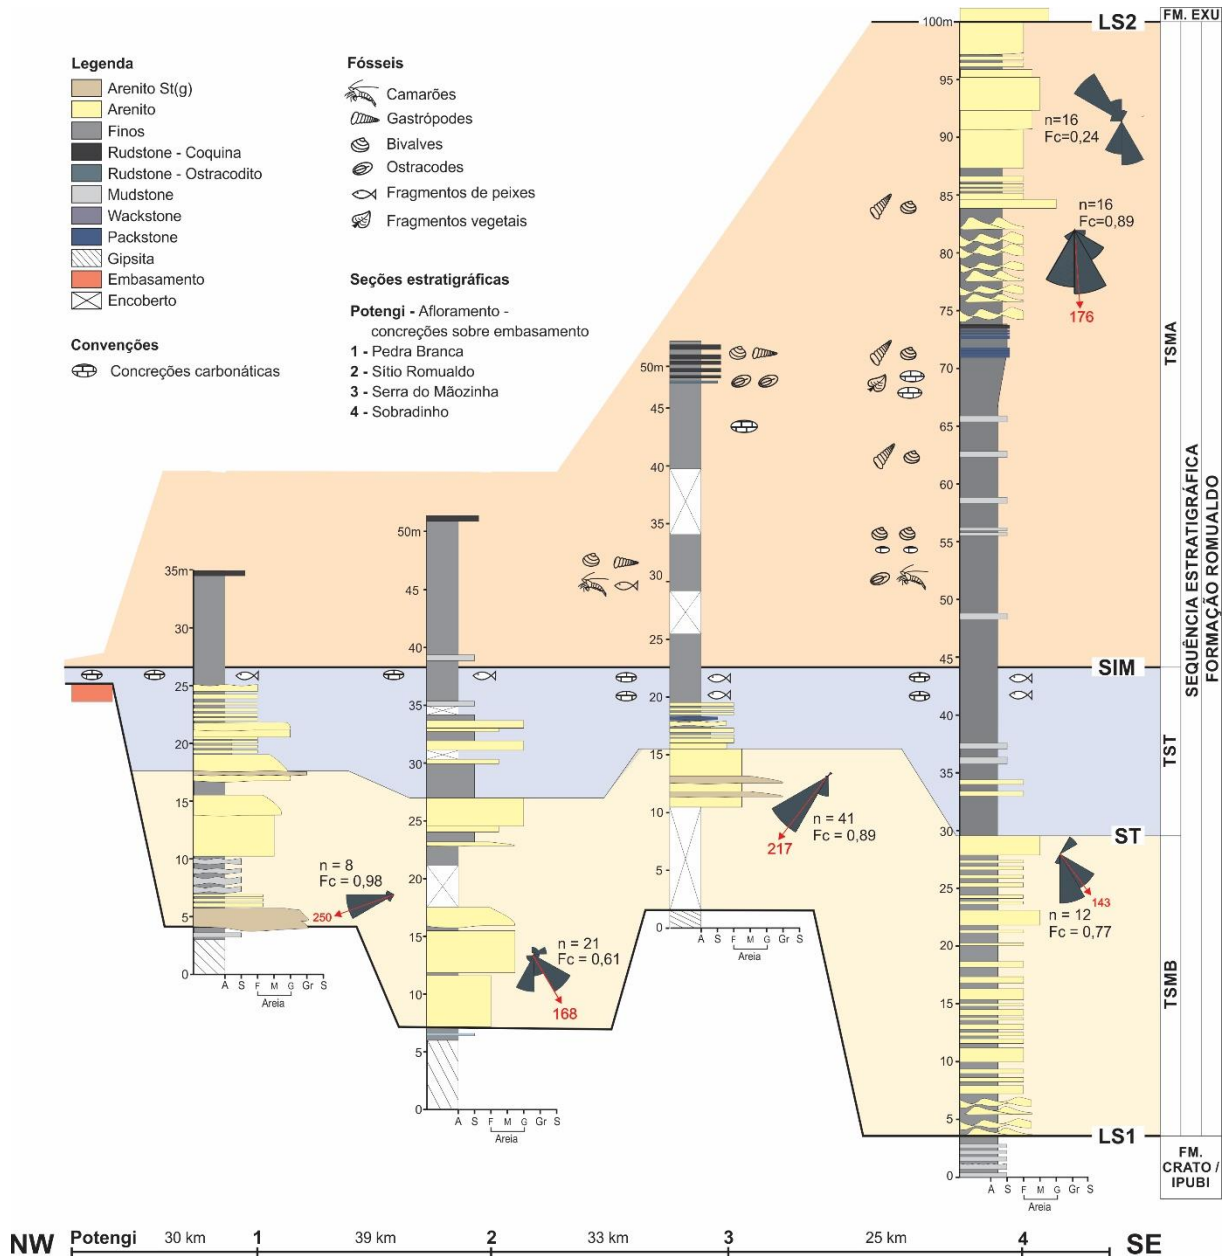 FM. EXU
100m
LS2
Legenda
Arenito St(g)
Arenito
Finos
Rudstone - Coquina
Rudstone - Ostracodito
Mudstone
Wackstone
Packstone
Gipsita
Embasamento
Encoberto
Convenções
Concreções carbonáticas
Fósseis
Camarões
Gastrópodes
Bivalves
Ostracodes
Fragmentos de peixes
Fragmentos vegetais
Seções estratigráficas
Potengi - Afloramento -
concreções sobre embasamento
1 - Pedra Branca
2 - Sítio Romualdo
3 - Serra do Mãozinha
4 - Sobradinho
35m
30
25
20
15
10
5
0
A S F M G Gr S
Areia
n = 8
Fc = 0,98
250
50m
45
40
35
30
25
20
15
10
5
0
A S F M G Gr S
Areia
n = 21
Fc = 0,61
168
50m
45
40
35
30
25
20
15
10
5
0
A S F M G Gr S
Areia
n = 41
Fc = 0,89
217
95
90
85
80
75
70
65
60
55
50
45
40
35
30
25
20
15
10
5
0
A S F M G Gr S
Areia
n=16
Fc=0,24
n=16
Fc=0,89
176
143
n = 12
Fc = 0,77
SIM
ST
LS1
TSMA
TST
TSMB
SEQUÊNCIA ESTRATIGRÁFICA
FORMAÇÃO ROMUALDO
FM.
CRATO /
IPUBI
NW Potengi 30 km 1 39 km 2 33 km 3 25 km 4 SE